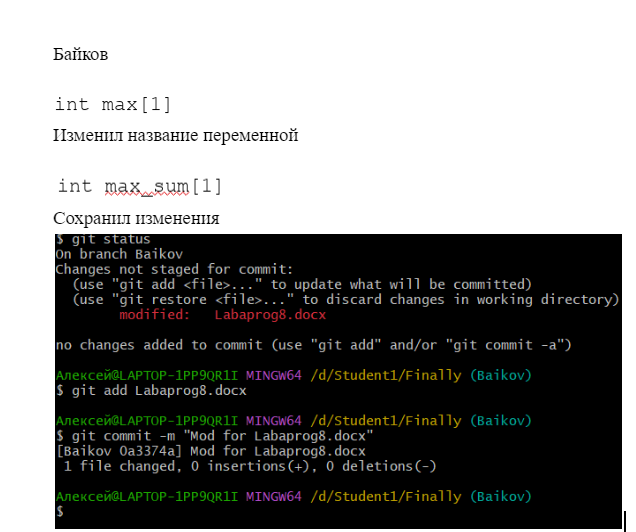 Байков
int max[1]
Изменил название переменной
int max_sum[1]
Сохранил изменения
$ git status
On branch Baikov
Changes not staged for commit:
  (use "git add <file>..." to update what will be committed)
  (use "git restore <file>..." to discard changes in working directory)
        modified:   Labaprog8.docx
no changes added to commit (use "git add" and/or "git commit -a")
Алексей@LAPTOP-1PP9QR1I MINGW64 /d/Student1/Finally (Baikov)
$ git add Labaprog8.docx
Алексей@LAPTOP-1PP9QR1I MINGW64 /d/Student1/Finally (Baikov)
$ git commit -m "Mod for Labaprog8.docx"
[Baikov 0a3374a] Mod for Labaprog8.docx
 1 file changed, 0 insertions(+), 0 deletions(-)
Алексей@LAPTOP-1PP9QR1I MINGW64 /d/Student1/Finally (Baikov)
$